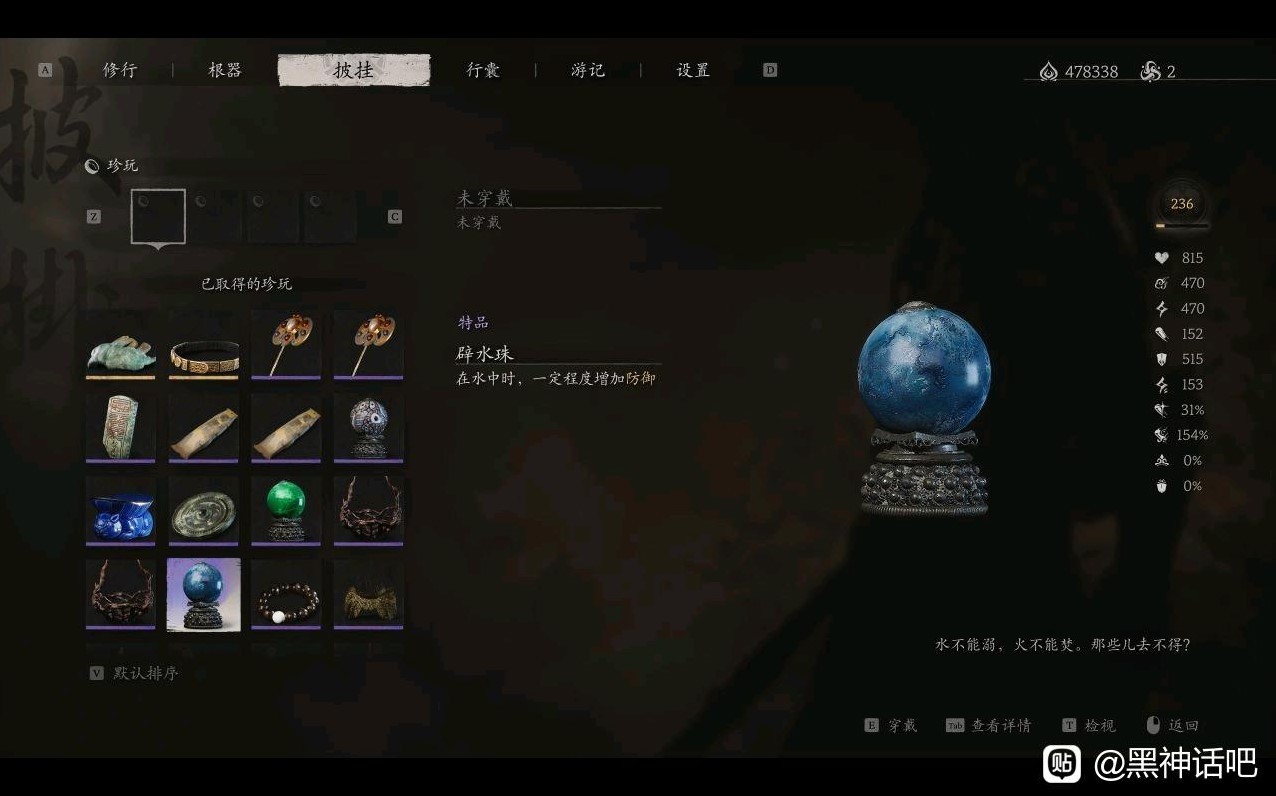 A 修行 | 根器 披挂 行囊 | 游记 | 设置 D
478338 2
披挂
珍玩
Z C
未穿戴
未穿戴
已取得的珍玩
特品
辟水珠
在水中时，一定程度增加防御
236
815
470
470
152
515
153
31%
154%
0%
0%
水不能溺，火不能焚。那些儿去不得？
V 默认排序
E 穿戴 Tab 查看详情 T 检视 返回
贴 @黑神话吧